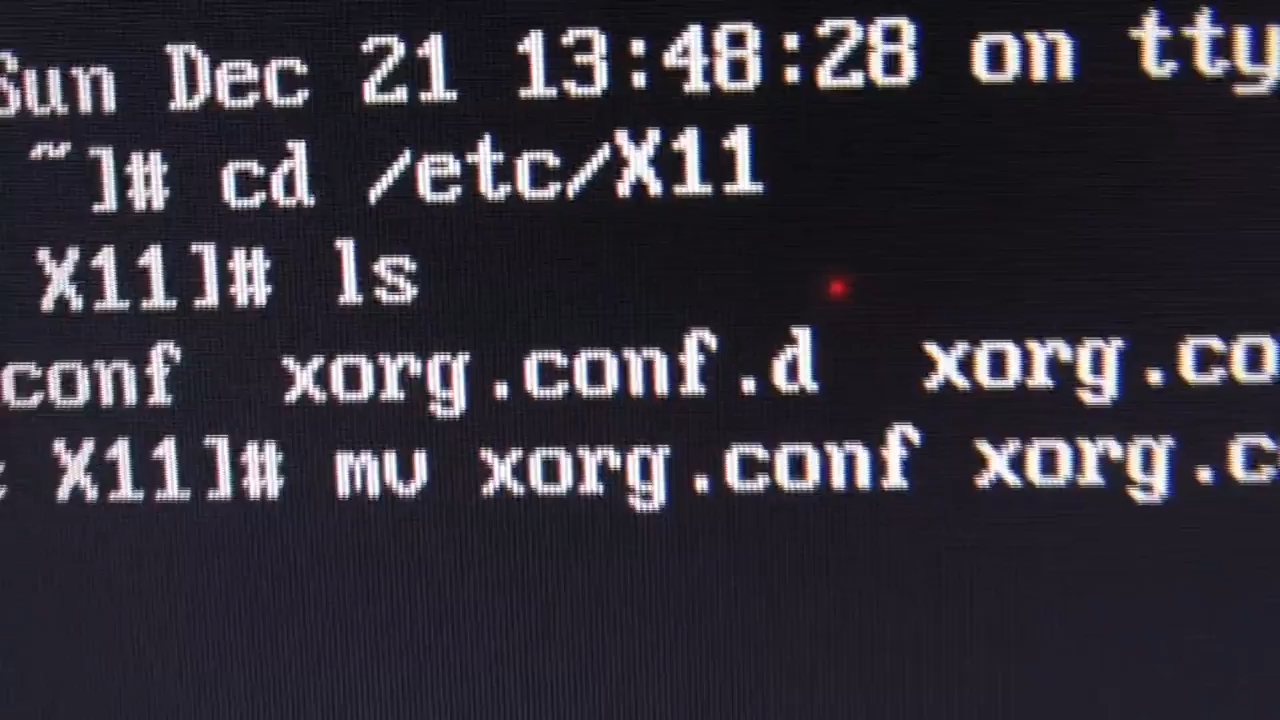 Sun Dec 21 13:48:28 on tty
~]# cd /etc/X11
X11]# ls
conf xorg.conf.d xorg.co
X11]# mv xorg.conf xorg.c